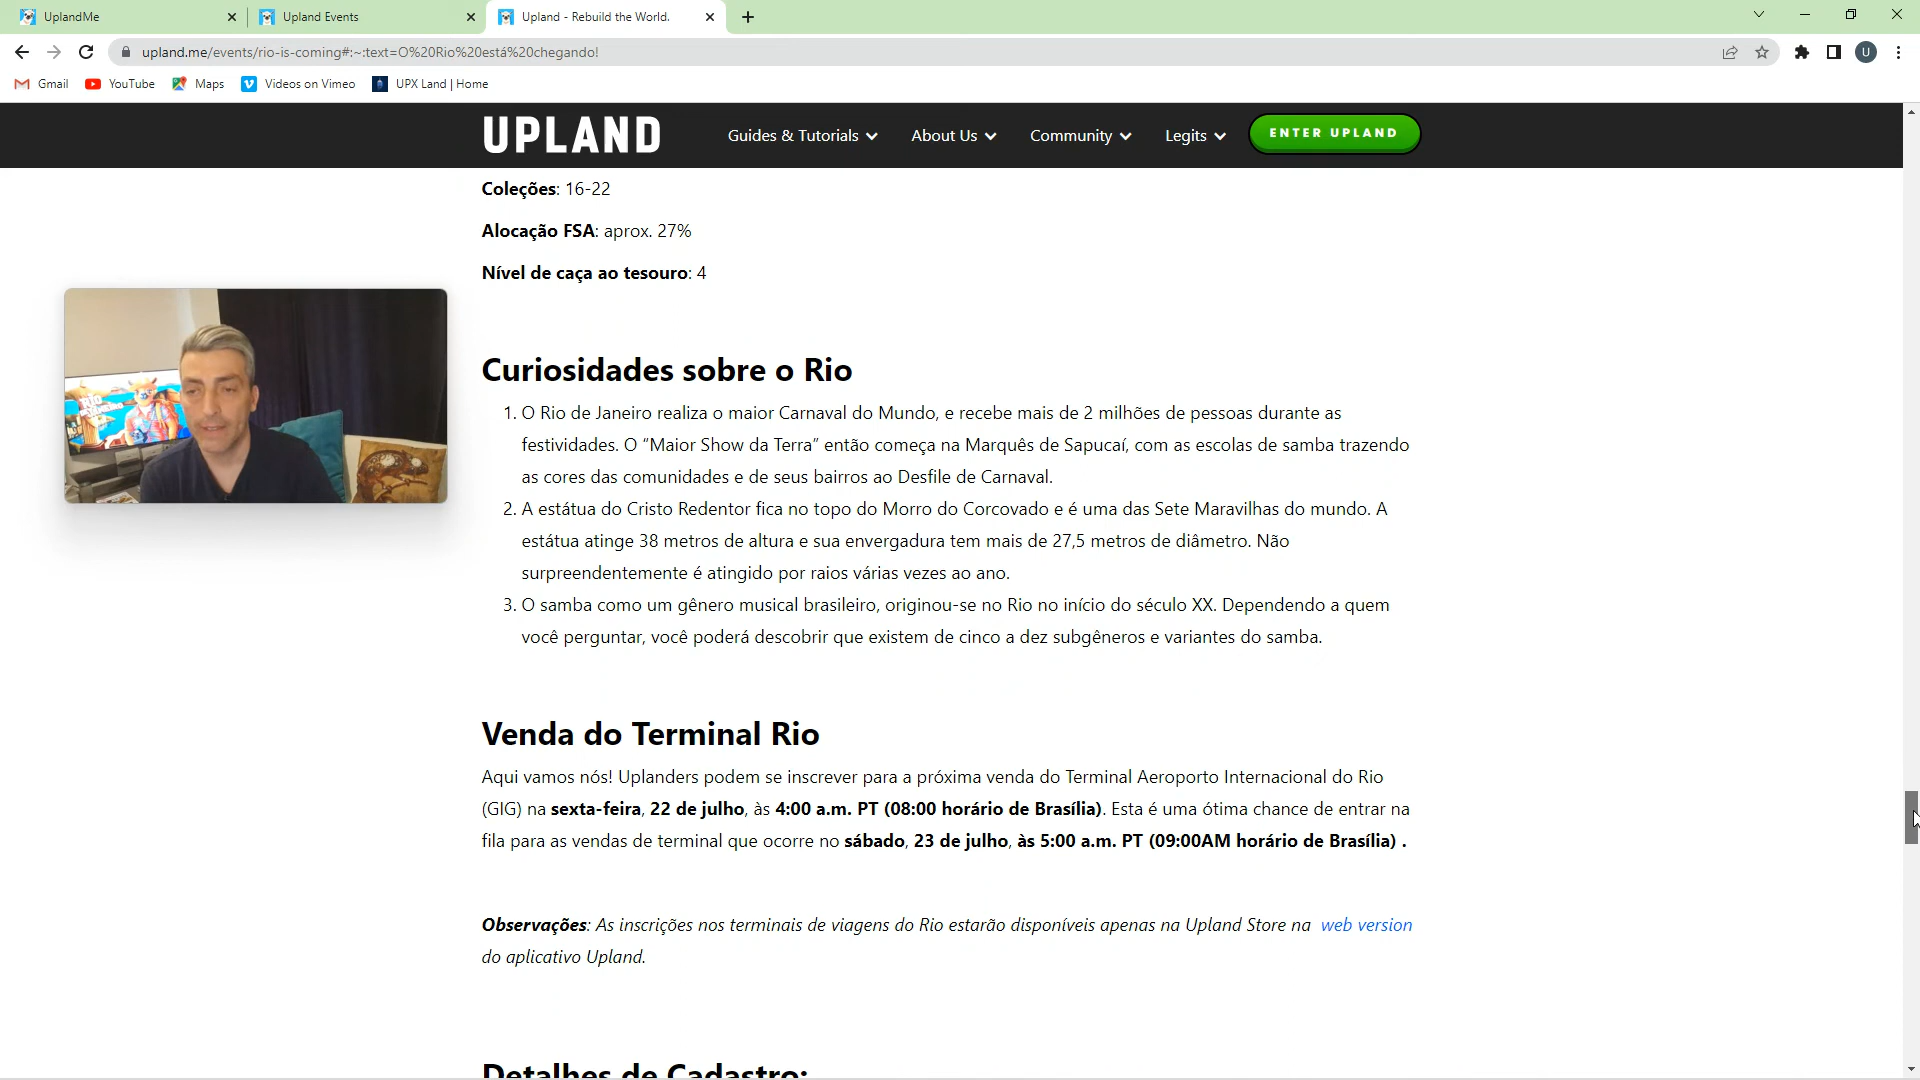 UplandMe
Upland Events
Upland - Rebuild the World.
upland.me/events/rio-is-coming#:~:text=O%20Rio%20está%20chegando!
U
Gmail
YouTube
Maps
Videos on Vimeo
UPX Land | Home
UPLAND
Guides & Tutorials
About Us
Community
Legits
ENTER UPLAND
Coleções: 16-22
Alocação FSA: aprox. 27%
Nível de caça ao tesouro: 4
Curiosidades sobre o Rio
1. O Rio de Janeiro realiza o maior Carnaval do Mundo, e recebe mais de 2 milhões de pessoas durante as
festividades. O “Maior Show da Terra” então começa na Marquês de Sapucaí, com as escolas de samba trazendo
as cores das comunidades e de seus bairros ao Desfile de Carnaval.
2. A estátua do Cristo Redentor fica no topo do Morro do Corcovado e é uma das Sete Maravilhas do mundo. A
estátua atinge 38 metros de altura e sua envergadura tem mais de 27,5 metros de diâmetro. Não
surpreendentemente é atingido por raios várias vezes ao ano.
3. O samba como um gênero musical brasileiro, originou-se no Rio no início do século XX. Dependendo a quem
você perguntar, você poderá descobrir que existem de cinco a dez subgêneros e variantes do samba.
Venda do Terminal Rio
Aqui vamos nós! Uplanders podem se inscrever para a próxima venda do Terminal Aeroporto Internacional do Rio
(GIG) na sexta-feira, 22 de julho, às 4:00 a.m. PT (08:00 horário de Brasília). Esta é uma ótima chance de entrar na
fila para as vendas de terminal que ocorre no sábado, 23 de julho, às 5:00 a.m. PT (09:00AM horário de Brasília) .
Observações: As inscrições nos terminais de viagens do Rio estarão disponíveis apenas na Upland Store na web version
do aplicativo Upland.
Detalhes de Cadastro: